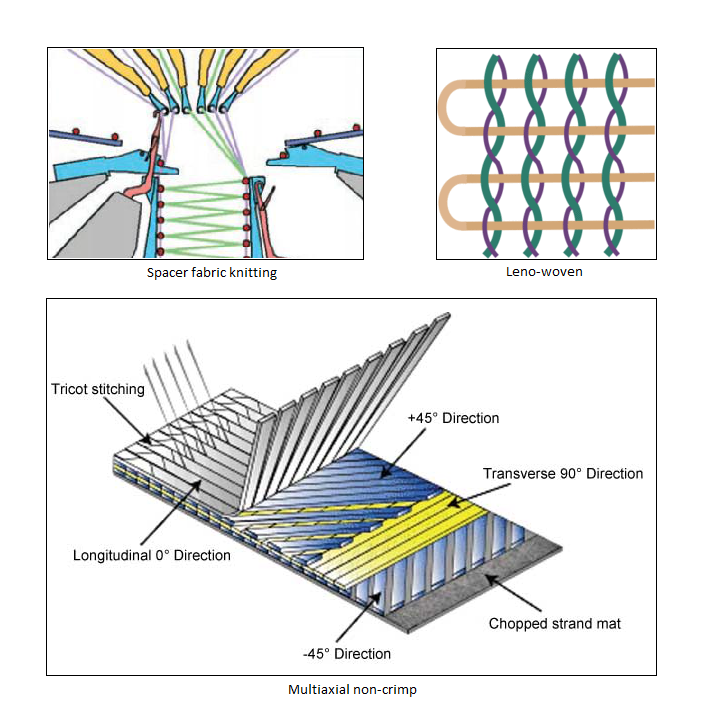 Spacer fabric knitting
Leno-woven
Tricot stitching
+45° Direction
Transverse 90° Direction
Longitudinal 0° Direction
Chopped strand mat
-45° Direction
Multiaxial non-crimp